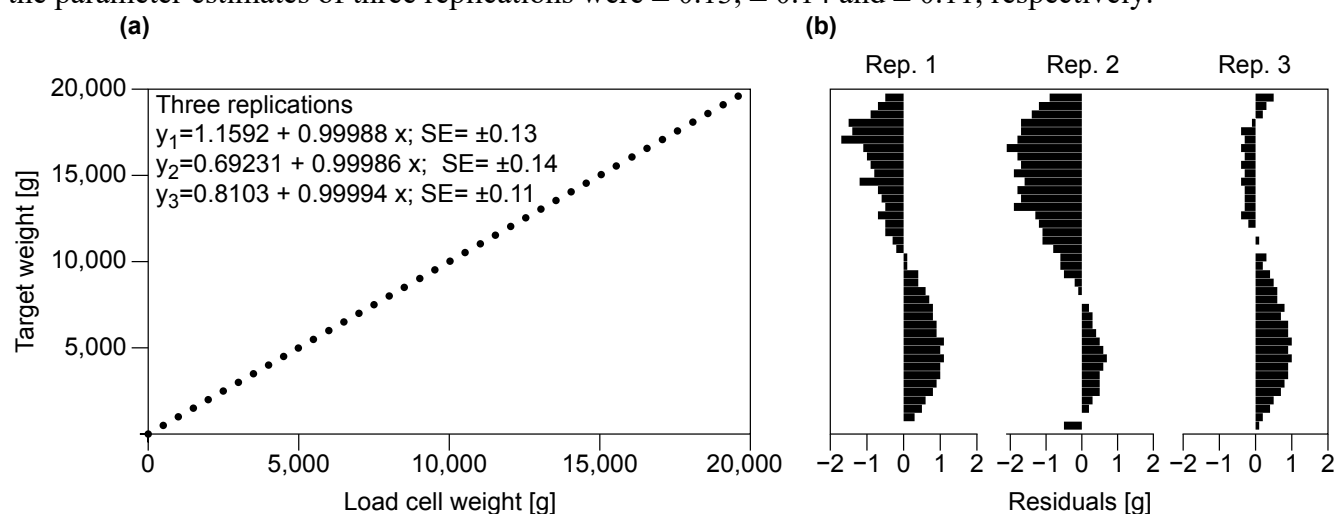 the parameter estimates of three replications were ± 0.13, ± 0.14 and ± 0.11, respectively.
(a)
(b)
Rep. 1
Rep. 2
Rep. 3
20,000
15,000
10,000
5,000
Target weight [g]
Three replications
y1=1.1592 + 0.99988 x; SE= ±0.13
y2=0.69231 + 0.99986 x; SE= ±0.14
y3=0.8103 + 0.99994 x; SE= ±0.11
0
5,000
10,000
15,000
20,000
Load cell weight [g]
−2 −1 0 1 2
−2 −1 0 1 2
−2 −1 0 1 2
Residuals [g]